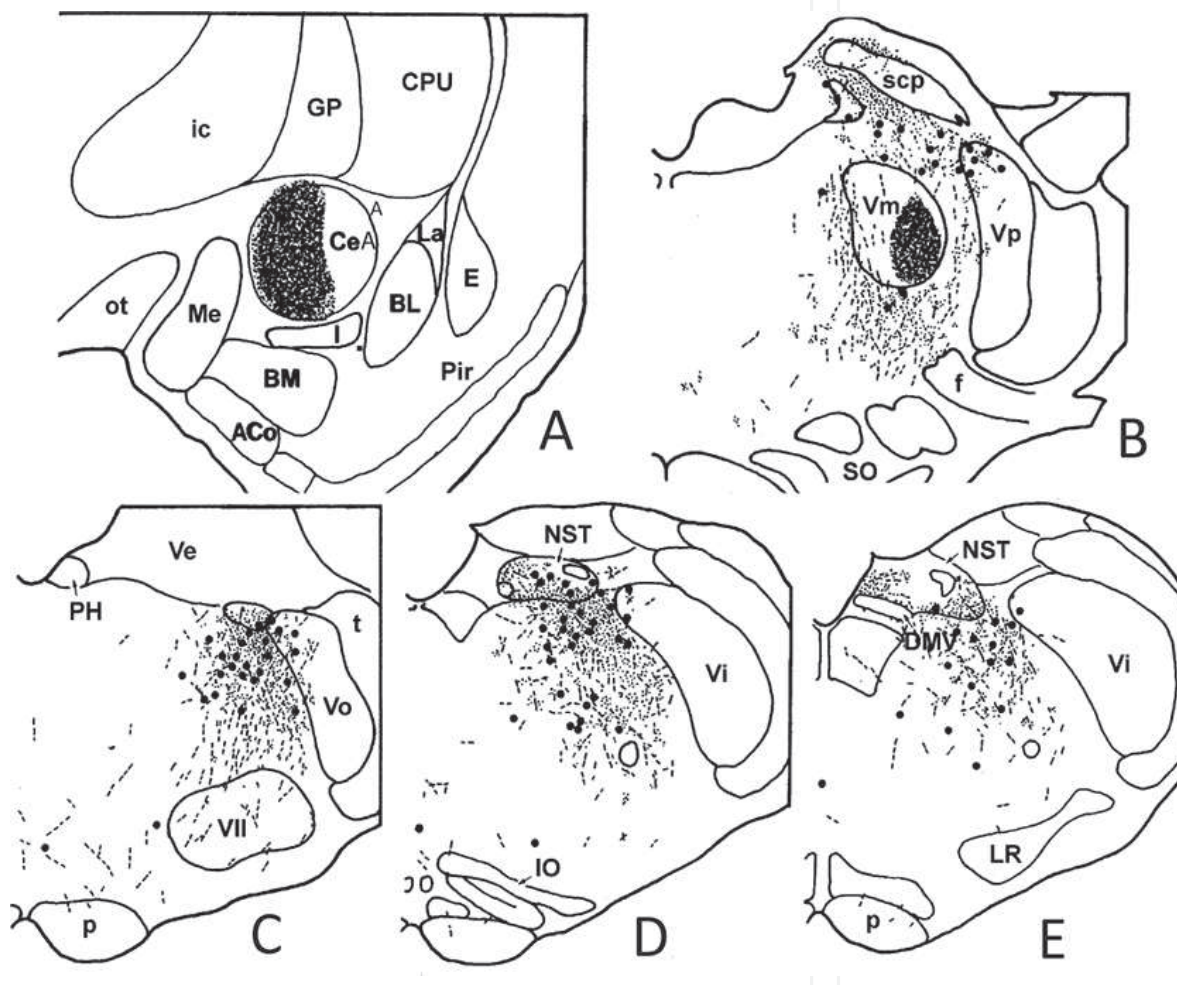 ic
GP
CPU
A
CeA
La
ot
Me
BL
E
I
BM
Pir
ACo
A
scp
Vm
Vp
f
SO
B
Ve
PH
t
Vo
VII
p
C
NST
Vi
IO
D
NST
DMV
Vi
LR
p
E